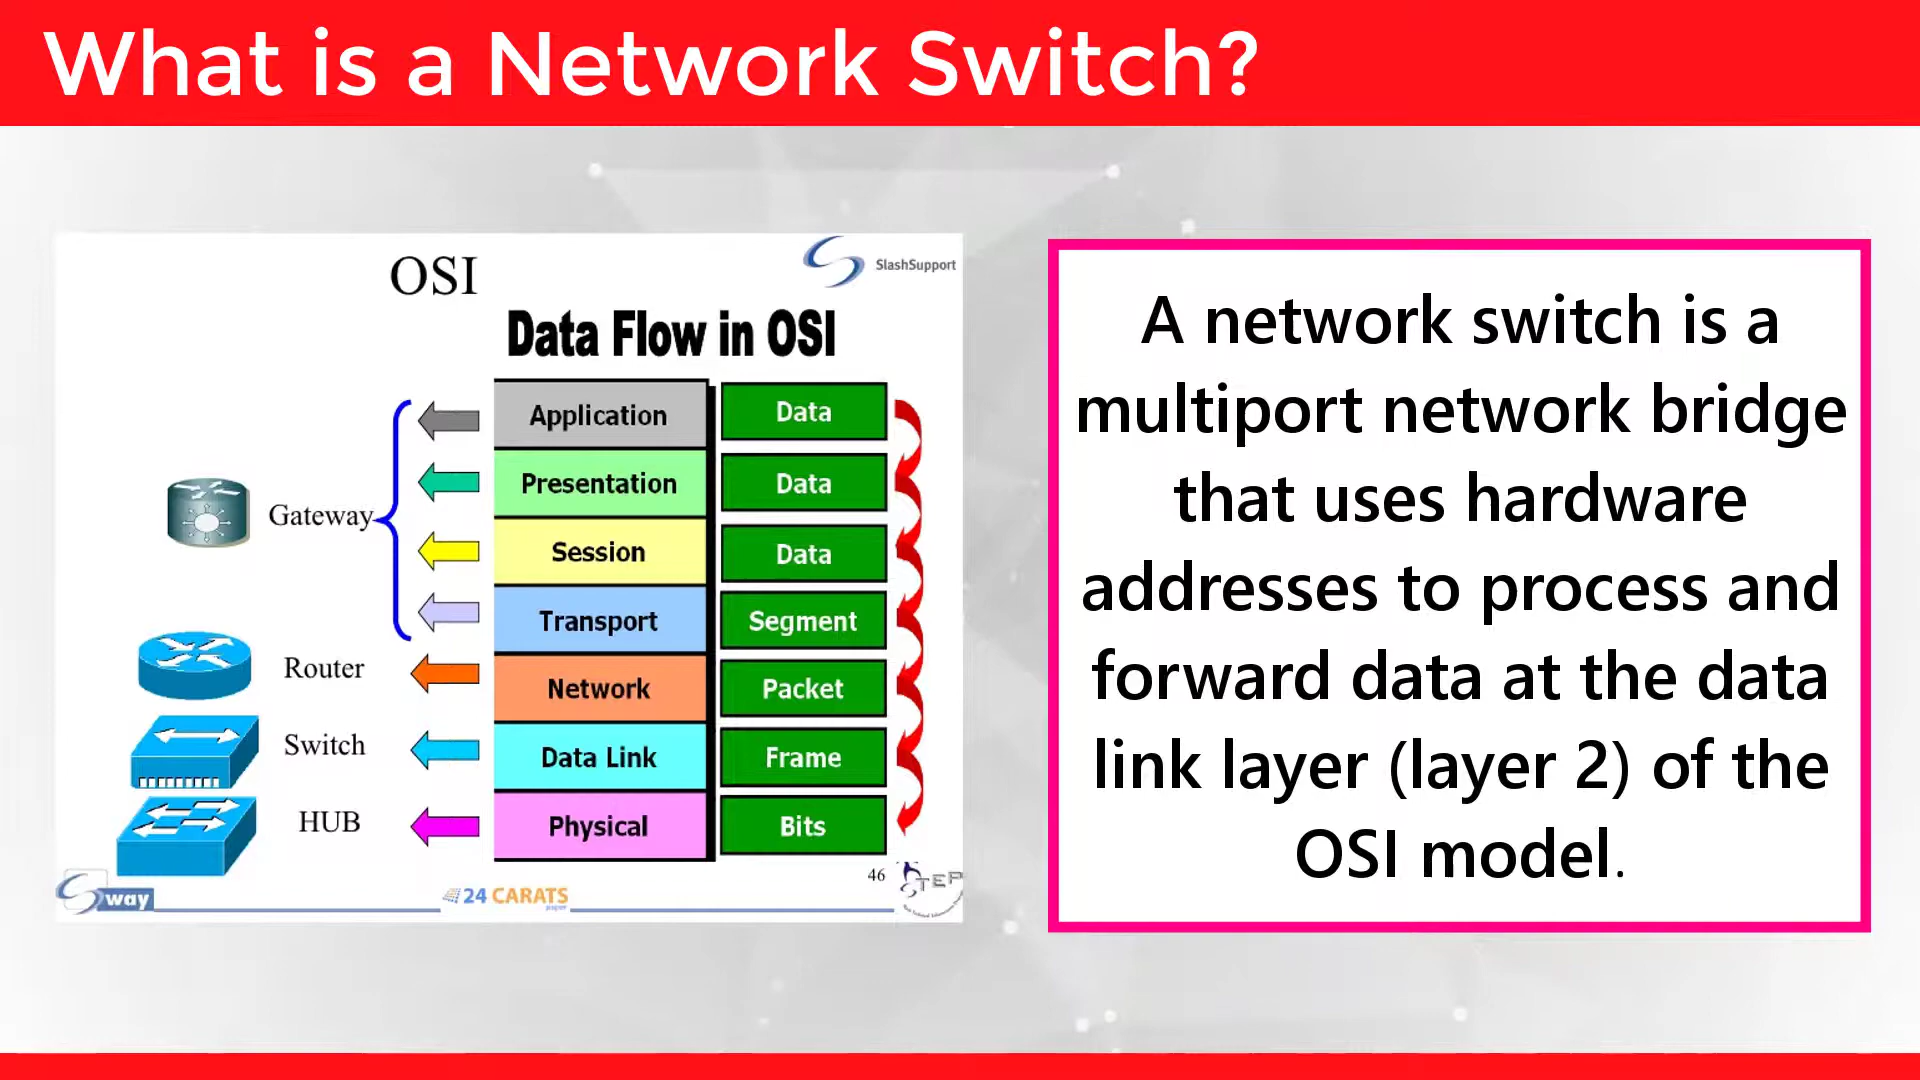 What is a Network Switch?
OSI
SlashSupport
Data Flow in OSI
Application Data
Presentation Data
Gateway
Session Data
Transport Segment
Router
Network Packet
Switch
Data Link Frame
HUB
Physical Bits
46
TEP
way
24 CARATS
A network switch is a
multiport network bridge
that uses hardware
addresses to process and
forward data at the data
link layer (layer 2) of the
OSI model.